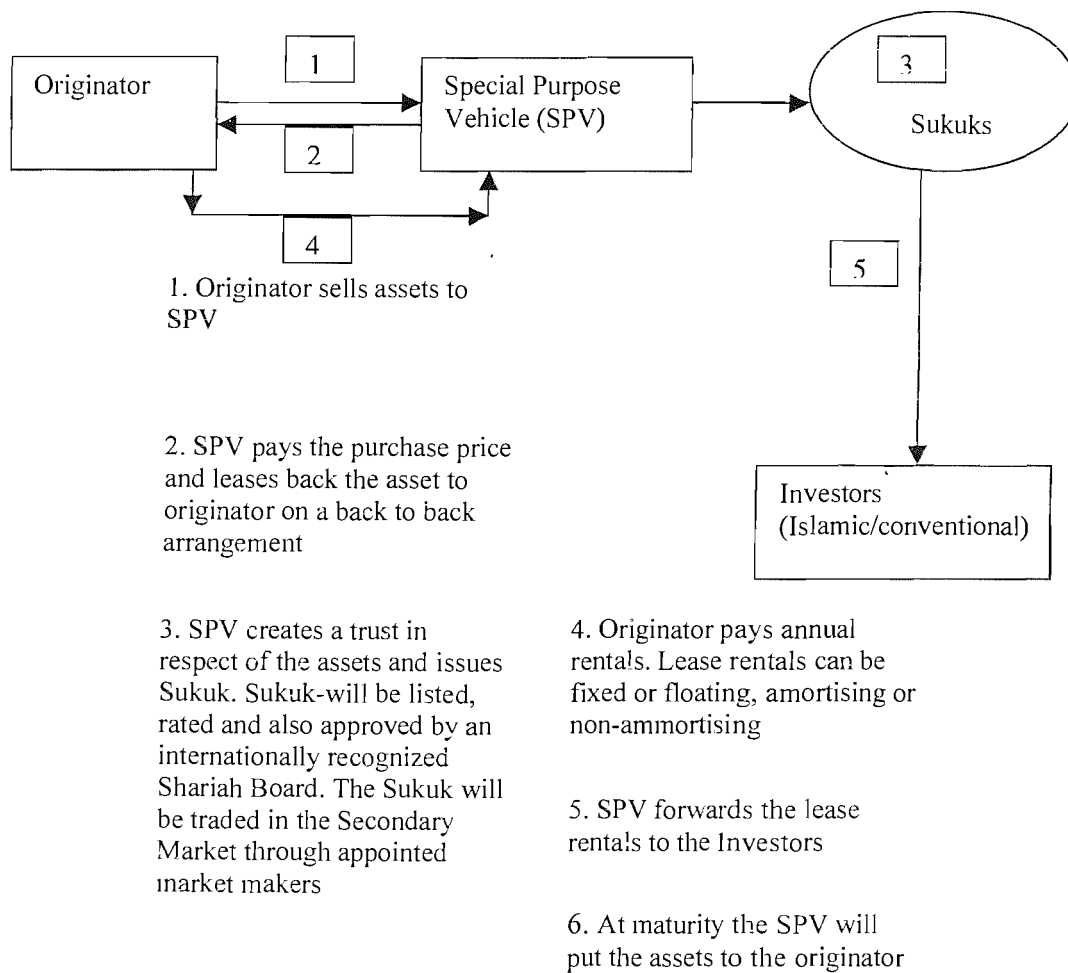 1
3
Originator
Special Purpose
Vehicle (SPV)
Sukuks
2
4
5
1. Originator sells assets to
SPV
2. SPV pays the purchase price
and leases back the asset to
originator on a back to back
arrangement
Investors
(Islamic/conventional)
3. SPV creates a trust in
respect of the assets and issues
Sukuk. Sukuk-will be listed,
rated and also approved by an
internationally recognized
Shariah Board. The Sukuk will
be traded in the Secondary
Market through appointed
market makers
4. Originator pays annual
rentals. Lease rentals can be
fixed or floating, amortising or
non-ammortising
5. SPV forwards the lease
rentals to the Investors
6. At maturity the SPV will
put the assets to the originator